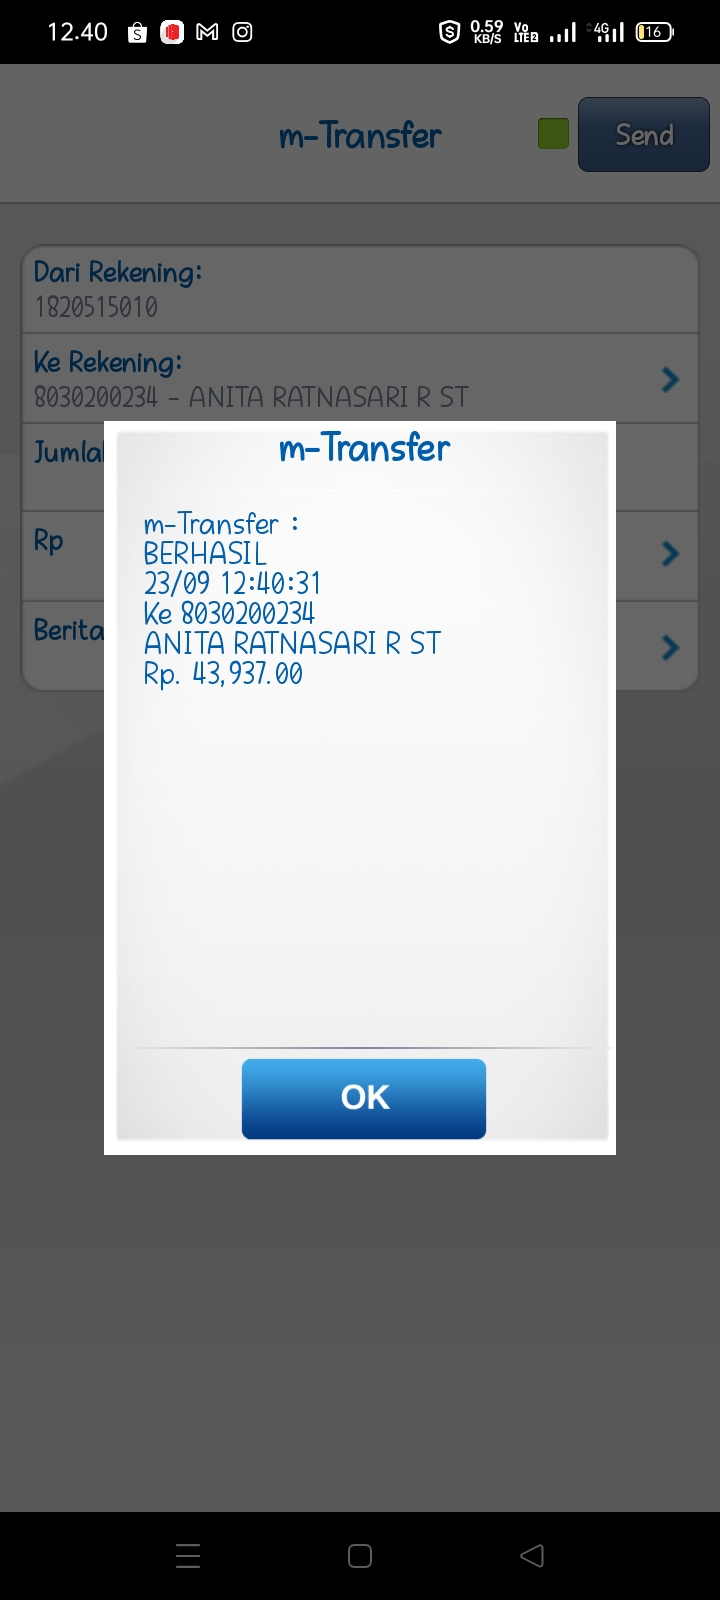 12.40
0.59
KB/S
Vo
LTE2
4G
16
m-Transfer
Send
Dari Rekening:
1820515010
Ke Rekening:
8030200234 - ANITA RATNASARI R ST
Jumla
Rp
Berita
m-Transfer
m-Transfer :
BERHASIL
23/09 12:40:31
Ke 8030200234
ANITA RATNASARI R ST
Rp. 43,937.00
OK